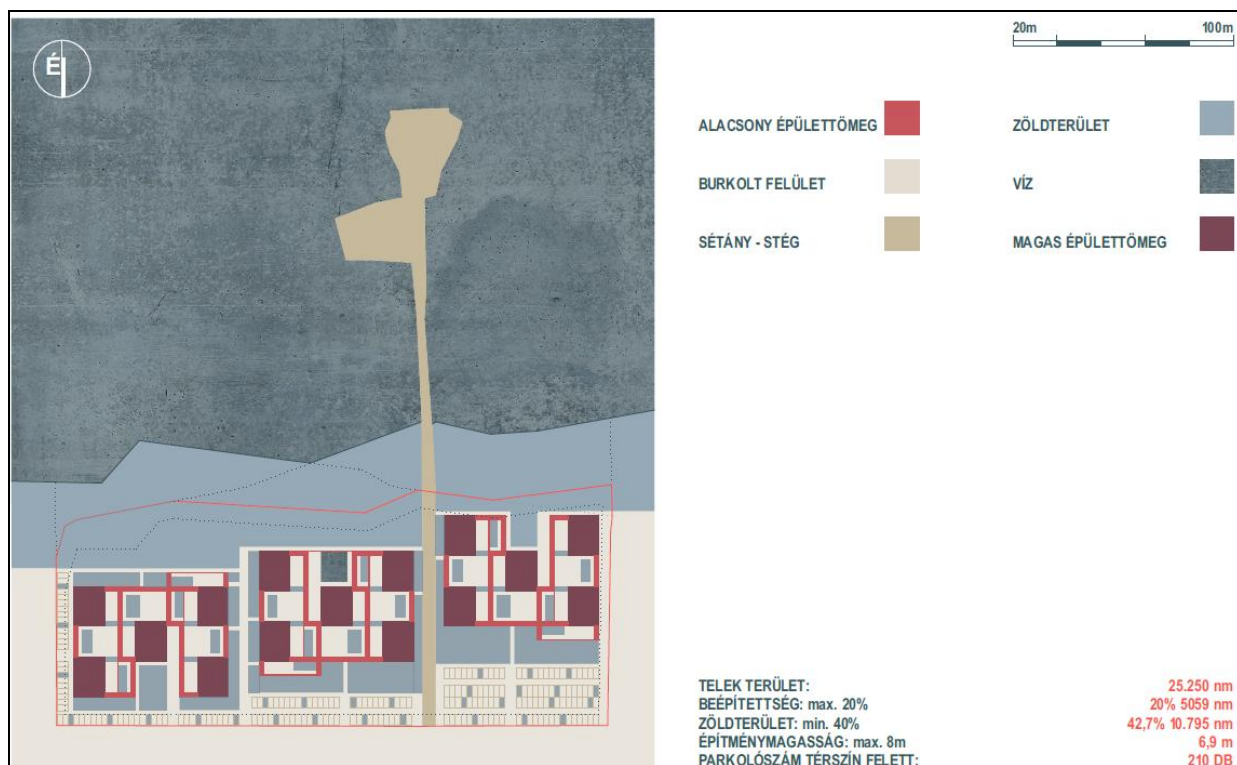 É
20m 100m
ALACSONY ÉPÜLETTÖMEG ZÖLDTERÜLET
BURKOLT FELÜLET VÍZ
SÉTÁNY - STÉG MAGAS ÉPÜLETTÖMEG
TELEK TERÜLET: 25.250 nm
BEÉPÍTETTSÉG: max. 20% 20% 5059 nm
ZÖLDTERÜLET: min. 40% 42,7% 10.795 nm
ÉPÍTMÉNYMAGASSÁG: max. 8m 6,9 m
PARKOLÓSZÁM TÉRSZÍN FELETT: 210 DB